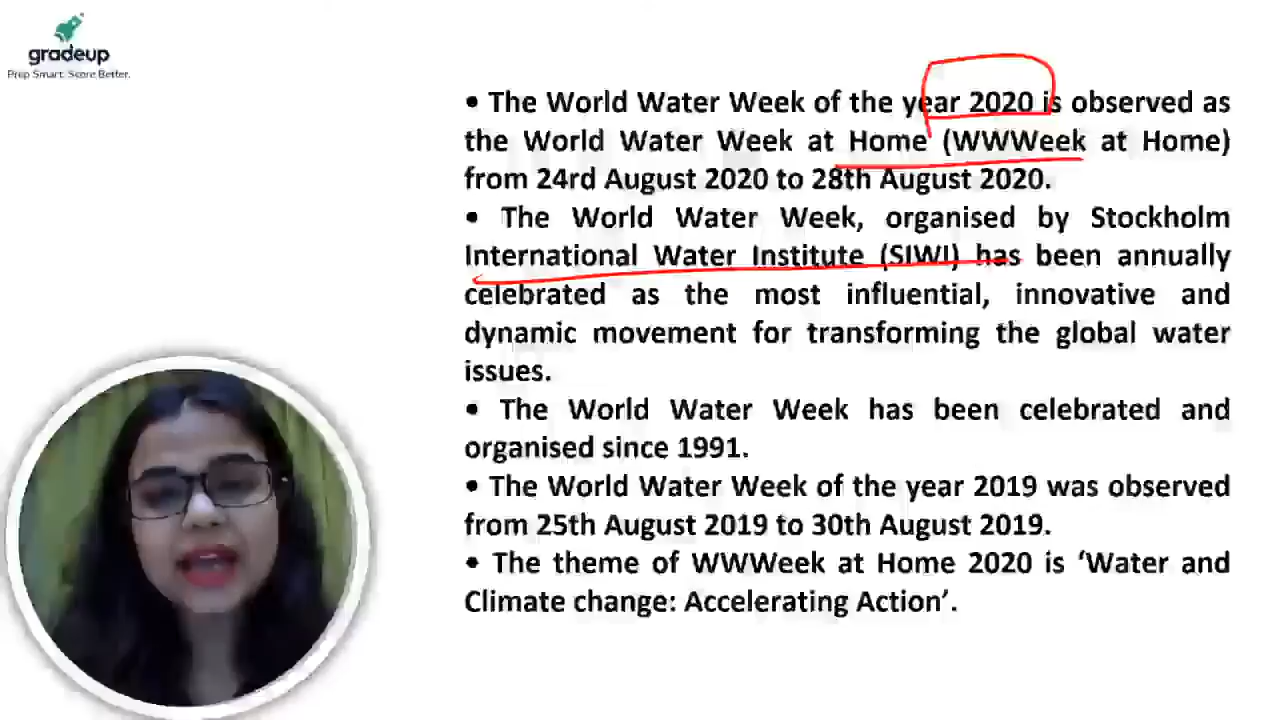 gradeup
Prep Smart. Score Better.
• The World Water Week of the year 2020 is observed as
the World Water Week at Home (WWWeek at Home)
from 24rd August 2020 to 28th August 2020.
• The World Water Week, organised by Stockholm
International Water Institute (SIWI) has been annually
celebrated as the most influential, innovative and
dynamic movement for transforming the global water
issues.
• The World Water Week has been celebrated and
organised since 1991.
• The World Water Week of the year 2019 was observed
from 25th August 2019 to 30th August 2019.
• The theme of WWWeek at Home 2020 is ‘Water and
Climate change: Accelerating Action’.